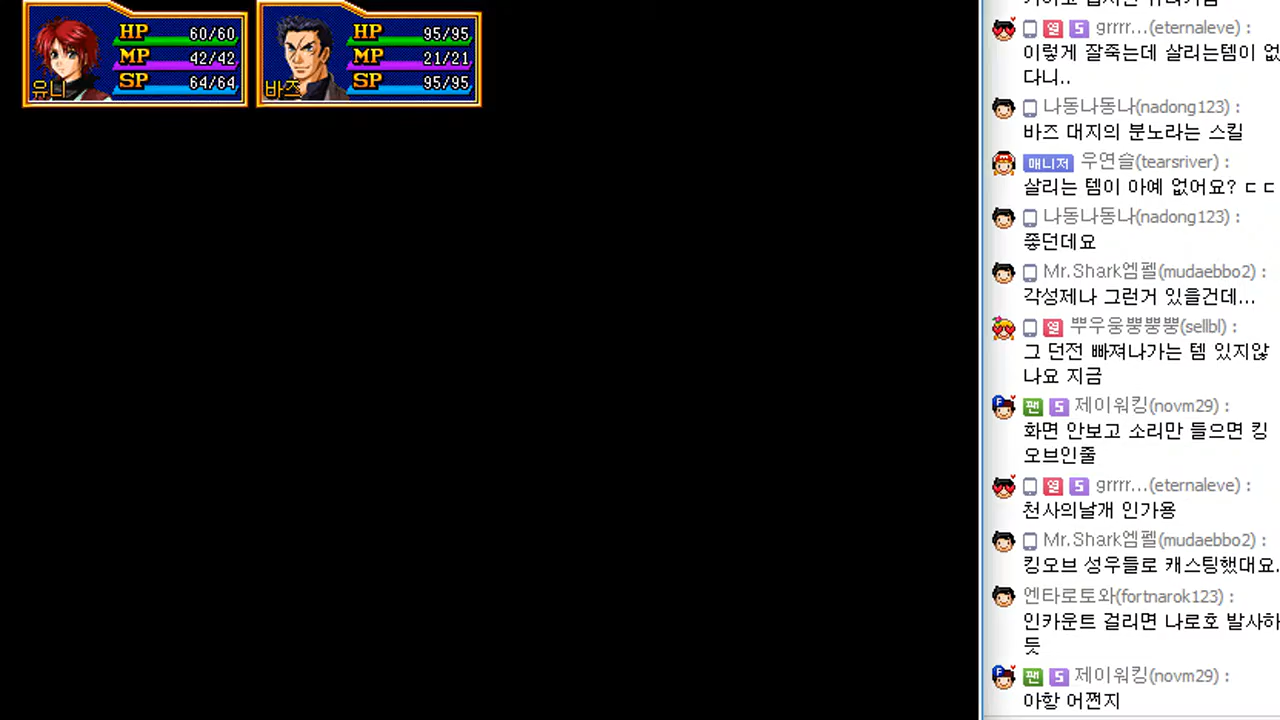 HP 60/60
MP 42/42
SP 64/64
유니
HP 95/95
MP 21/21
SP 95/95
바즈
grrrr...(eternaleve) :
이렇게 잘죽는데 살리는템이 없
다니..
나동나동나(nadong123) :
바즈 대지의 분노라는 스킬
매니저 우연슬(tearsriver) :
살리는 템이 아예 없어요? ㄷㄷ
나동나동나(nadong123) :
좋던데요
Mr.Shark엠펠(mudaebbo2) :
각성제나 그런거 있을건데...
열 뿌우웅뿡뿡뿡(sellbl) :
그 던전 빠져나가는 템 있지않
나요 지금
팬 S 제이워킹(novm29) :
화면 안보고 소리만 들으면 킹
오브인줄
열 S grrrr...(eternaleve) :
천사의날개 인가용
Mr.Shark엠펠(mudaebbo2) :
킹오브 성우들로 캐스팅했대요.
엔타로토와(fortnarok123) :
인카운트 걸리면 나로호 발사하
듯
팬 S 제이워킹(novm29) :
아항 어쩐지